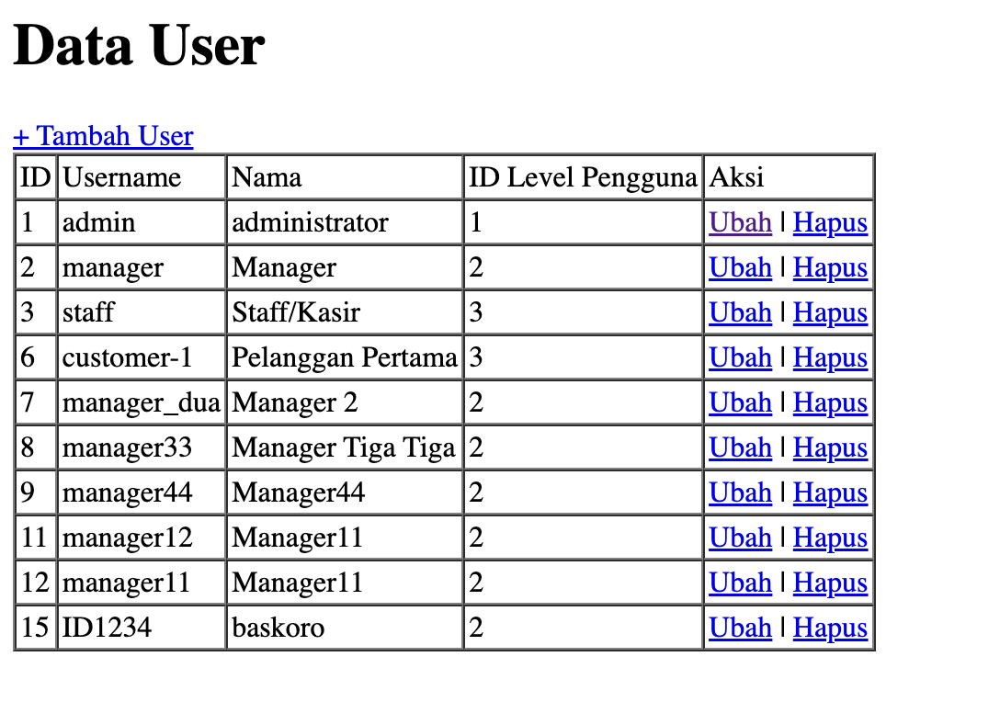 Data User
+ Tambah User
ID Username Nama ID Level Pengguna Aksi
1 admin administrator 1 Ubah | Hapus
2 manager Manager 2 Ubah | Hapus
3 staff Staff/Kasir 3 Ubah | Hapus
6 customer-1 Pelanggan Pertama 3 Ubah | Hapus
7 manager_dua Manager 2 2 Ubah | Hapus
8 manager33 Manager Tiga Tiga 2 Ubah | Hapus
9 manager44 Manager44 2 Ubah | Hapus
11 manager12 Manager11 2 Ubah | Hapus
12 manager11 Manager11 2 Ubah | Hapus
15 ID1234 baskoro 2 Ubah | Hapus